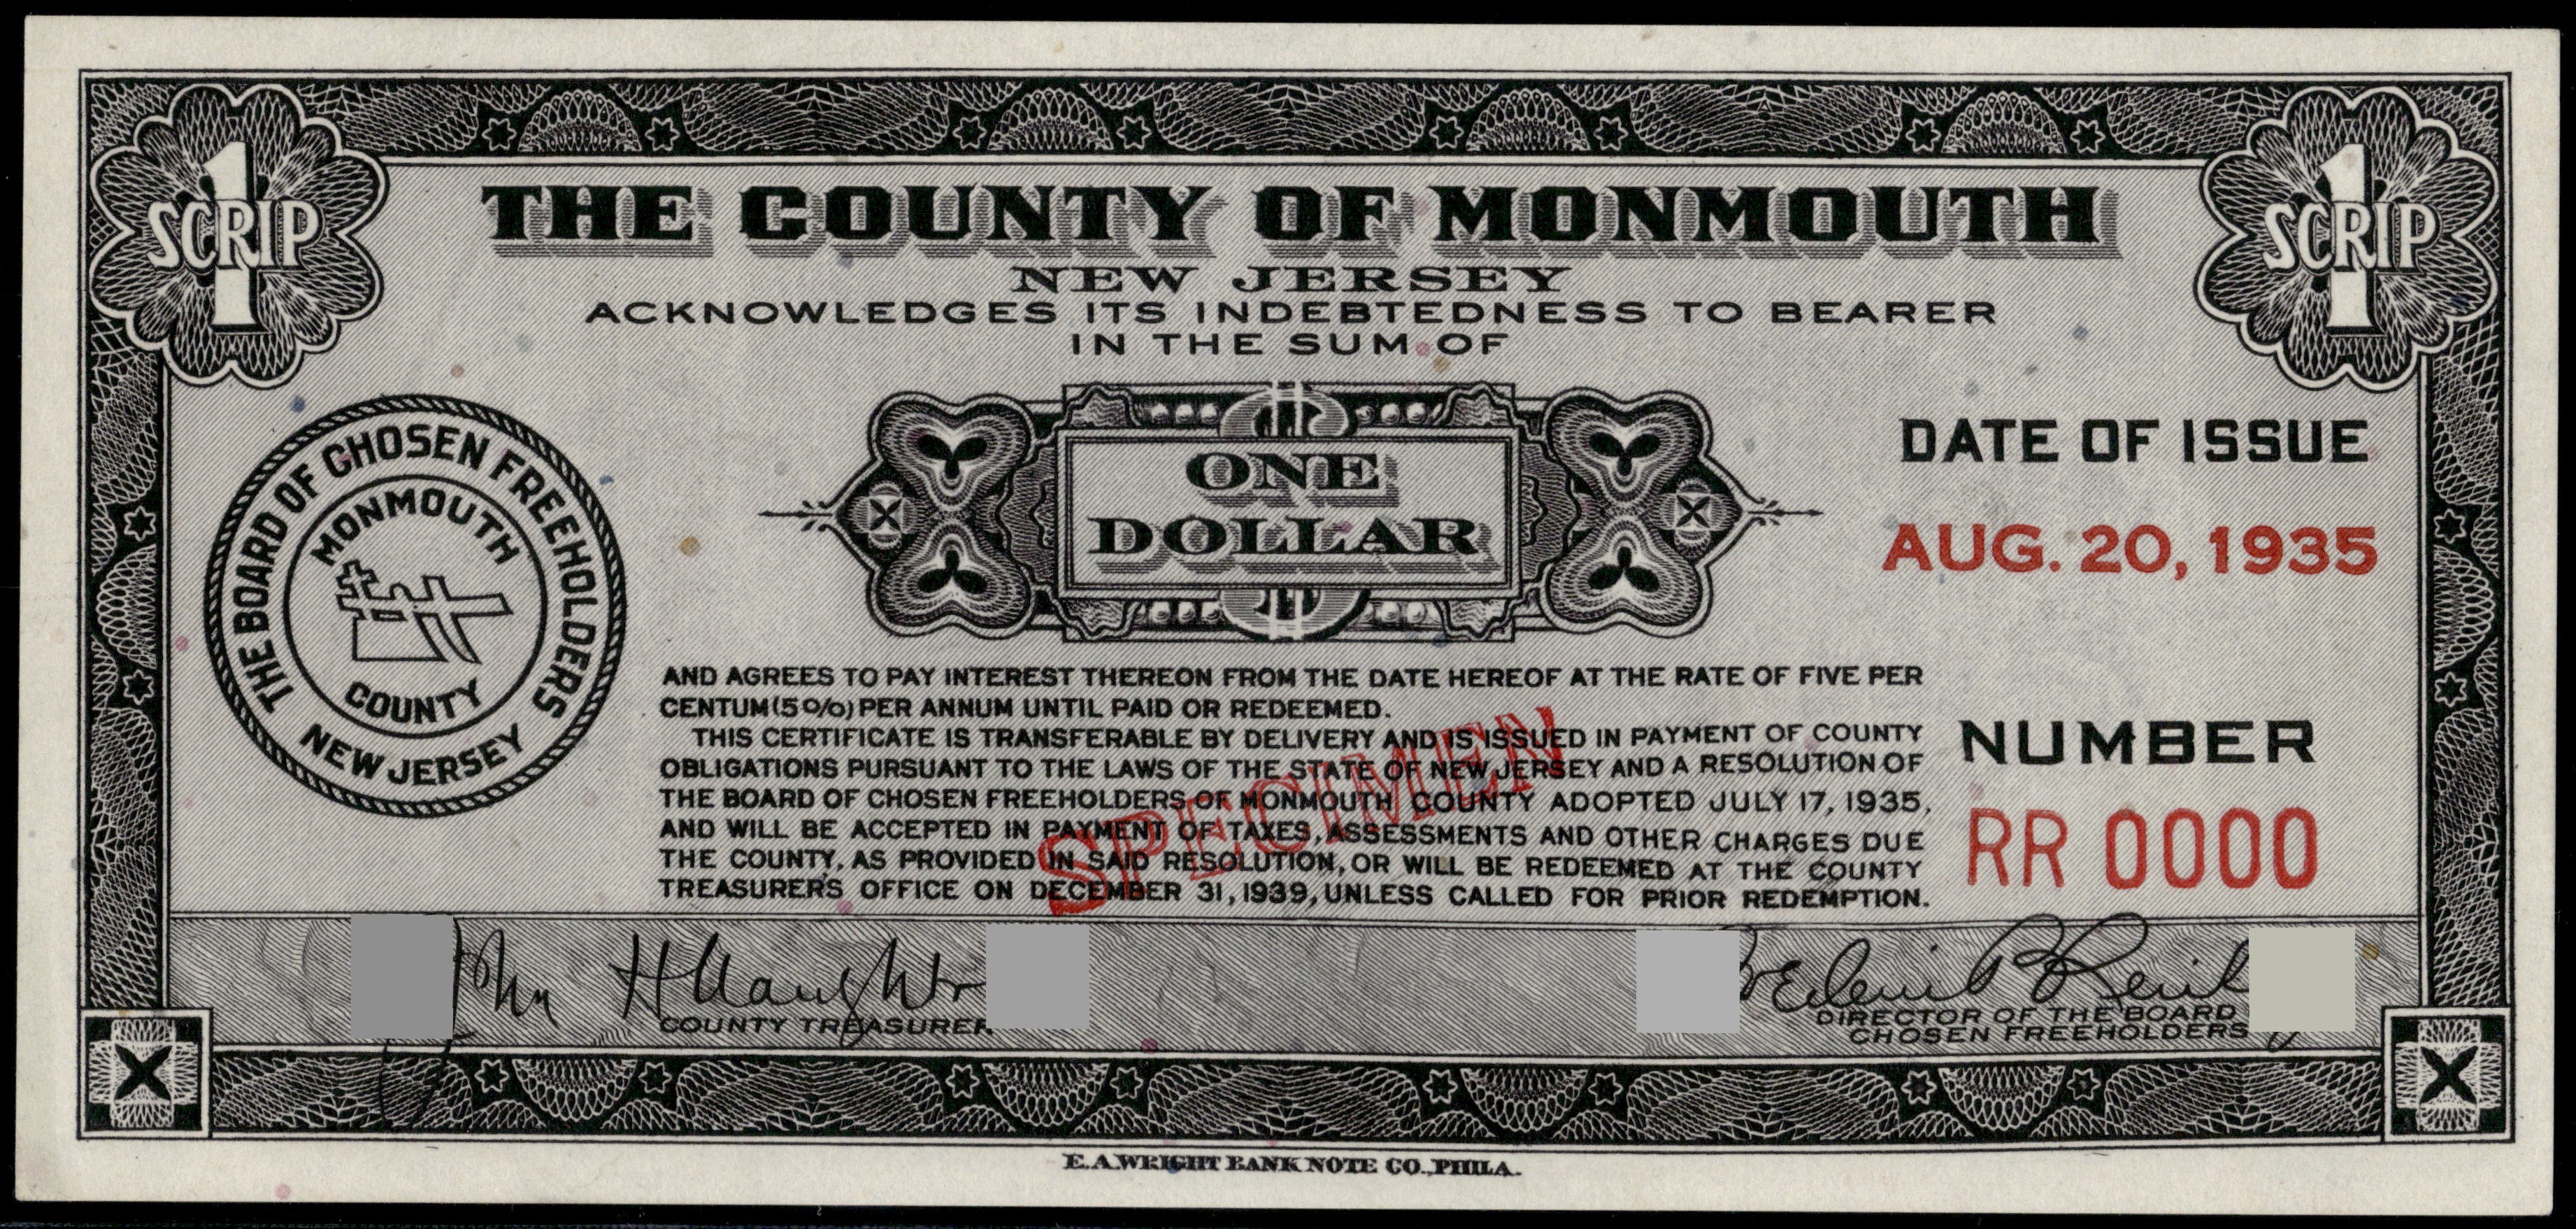 1 SCRIP
1 SCRIP
THE COUNTY OF MONMOUTH
NEW JERSEY
ACKNOWLEDGES ITS INDEBTEDNESS TO BEARER
IN THE SUM OF
ONE
DOLLAR
DATE OF ISSUE
AUG. 20, 1935
THE BOARD OF CHOSEN FREEHOLDERS
NEW JERSEY
MONMOUTH
COUNTY
AND AGREES TO PAY INTEREST THEREON FROM THE DATE HEREOF AT THE RATE OF FIVE PER
CENTUM (5%) PER ANNUM UNTIL PAID OR REDEEMED.
THIS CERTIFICATE IS TRANSFERABLE BY DELIVERY AND IS ISSUED IN PAYMENT OF COUNTY
OBLIGATIONS PURSUANT TO THE LAWS OF THE STATE OF NEW JERSEY AND A RESOLUTION OF
THE BOARD OF CHOSEN FREEHOLDERS OF MONMOUTH COUNTY ADOPTED JULY 17, 1935,
AND WILL BE ACCEPTED IN PAYMENT OF TAXES, ASSESSMENTS AND OTHER CHARGES DUE
THE COUNTY, AS PROVIDED IN SAID RESOLUTION, OR WILL BE REDEEMED AT THE COUNTY
TREASURER'S OFFICE ON DECEMBER 31, 1939, UNLESS CALLED FOR PRIOR REDEMPTION.
SPECIMEN
NUMBER
RR 0000
John H
COUNTY TREASURER
DIRECTOR OF THE BOARD
CHOSEN FREEHOLDERS
E. A. WRIGHT BANK NOTE CO., PHILA.